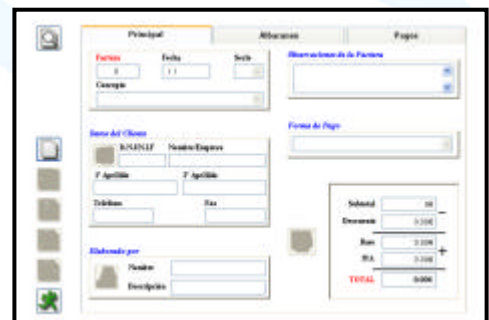 Principal Albaranes Pagos
Factura Fecha Serie
Observaciones de la Factura
Concepto
Datos del Cliente
D.N.I/N.I.F Nombre/Empresa
Forma de Pago
1º Apellido 2º Apellido
Teléfono Fax
Subtotal
Descuento
Base
IVA
TOTAL
Elaborado por
Nombre
Descripción